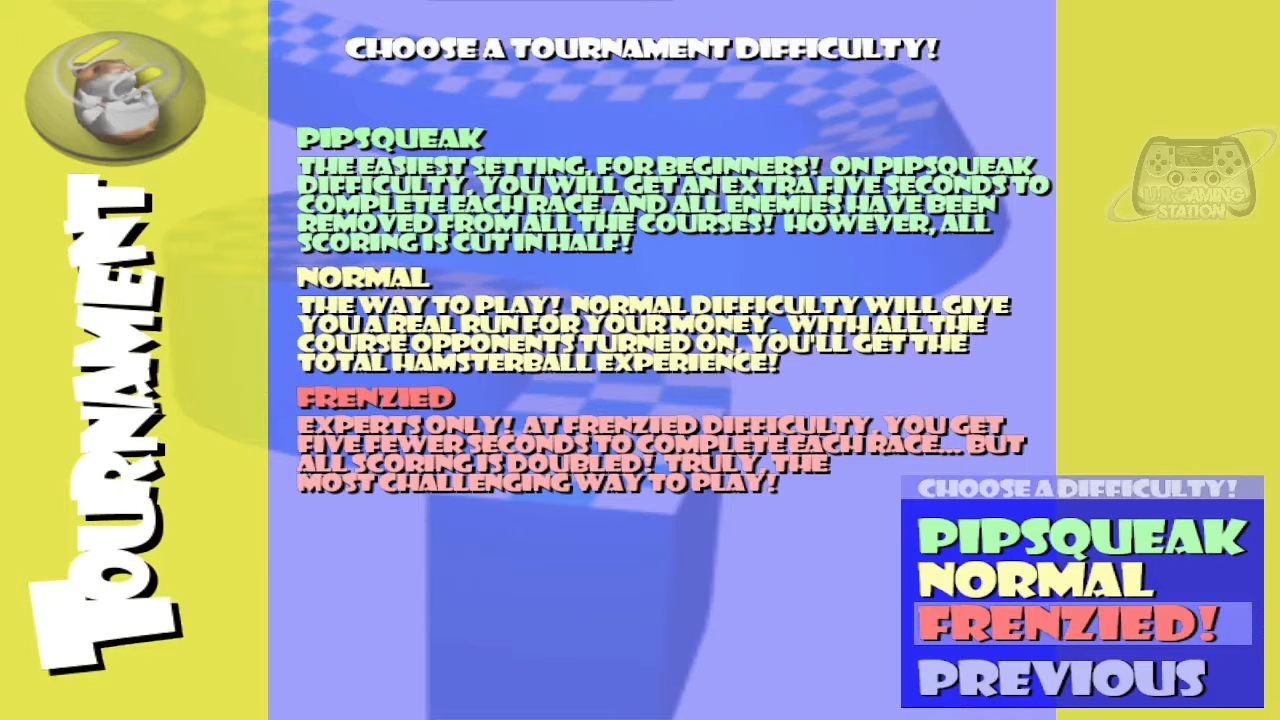 CHOOSE A TOURNAMENT DIFFICULTY!
PIPSQUEAK
THE EASIEST SETTING, FOR BEGINNERS! ON PIPSQUEAK
DIFFICULTY, YOU WILL GET AN EXTRA FIVE SECONDS TO
COMPLETE EACH RACE, AND ALL ENEMIES HAVE BEEN
REMOVED FROM ALL THE COURSES! HOWEVER, ALL
SCORING IS CUT IN HALF!
NORMAL
THE WAY TO PLAY! NORMAL DIFFICULTY WILL GIVE
YOU A REAL RUN FOR YOUR MONEY. WITH ALL THE
COURSE OPPONENTS TURNED ON, YOU'LL GET THE
TOTAL HAMSTERBALL EXPERIENCE!
FRENZIED
EXPERTS ONLY! AT FRENZIED DIFFICULTY, YOU GET
FIVE FEWER SECONDS TO COMPLETE EACH RACE... BUT
ALL SCORING IS DOUBLED! TRULY, THE
MOST CHALLENGING WAY TO PLAY!
TOURNAMENT
CHOOSE A DIFFICULTY!
PIPSQUEAK
NORMAL
FRENZIED!
PREVIOUS
U.R GAMING
STATION